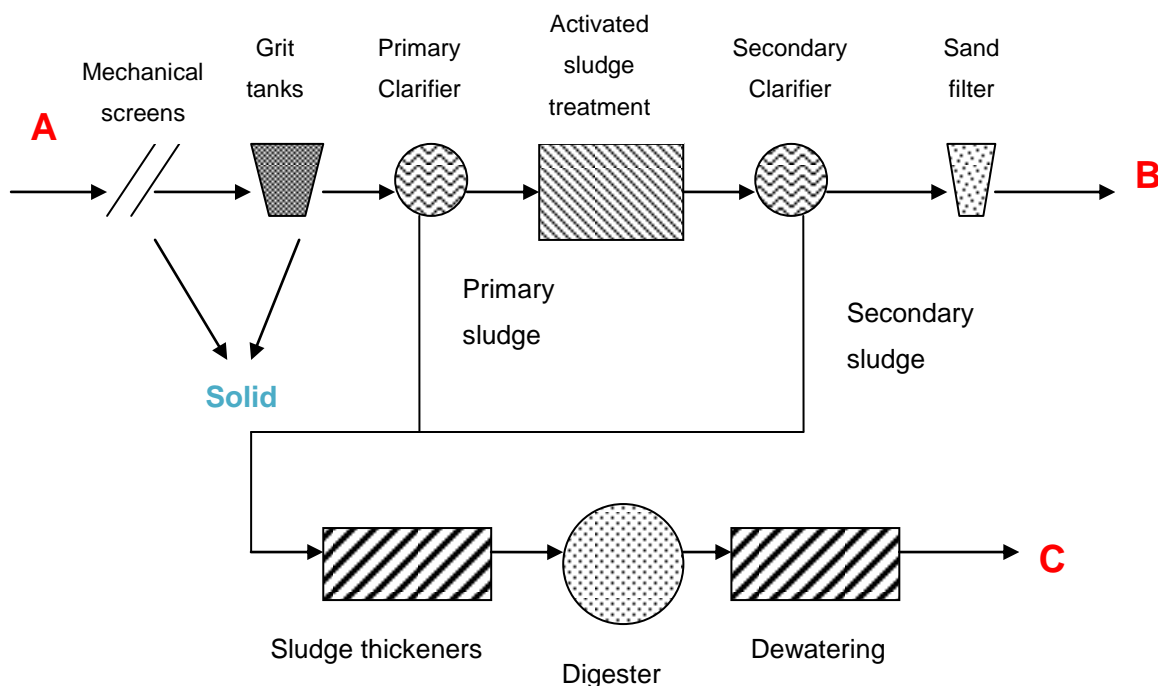 Mechanical
screens
Grit
tanks
Primary
Clarifier
Activated
sludge
treatment
Secondary
Clarifier
Sand
filter
A
B
Primary
sludge
Secondary
sludge
Solid
C
Sludge thickeners
Digester
Dewatering